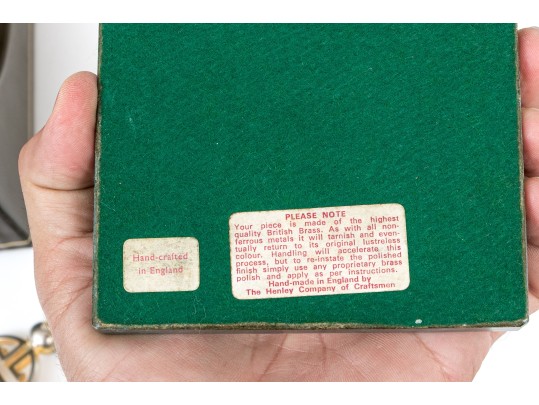 PLEASE NOTE
Your piece is made of the highest
quality British Brass. As with all non-
ferrous metals it will tarnish and even-
tually return to its original lustreless
colour. Handling will accelerate this
process, but to re-instate the polished
finish simply use any proprietary brass
polish and apply as per instructions.
Hand-made in England by
The Henley Company of Craftsmen
Hand-crafted
in England